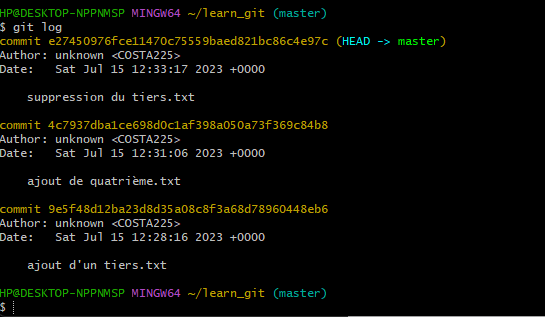 HP@DESKTOP-NPPNMSP MINGW64 ~/learn_git (master)
$ git log
commit e27450976fce11470c75559baed821bc86c4e97c (HEAD -> master)
Author: unknown <COSTA225>
Date:   Sat Jul 15 12:33:17 2023 +0000
    suppression du tiers.txt
commit 4c7937dba1ce698d0c1af398a050a73f369c84b8
Author: unknown <COSTA225>
Date:   Sat Jul 15 12:31:06 2023 +0000
    ajout de quatrième.txt
commit 9e5f48d12ba23d8d35a08c8f3a68d78960448eb6
Author: unknown <COSTA225>
Date:   Sat Jul 15 12:28:16 2023 +0000
    ajout d'un tiers.txt
HP@DESKTOP-NPPNMSP MINGW64 ~/learn_git (master)
$